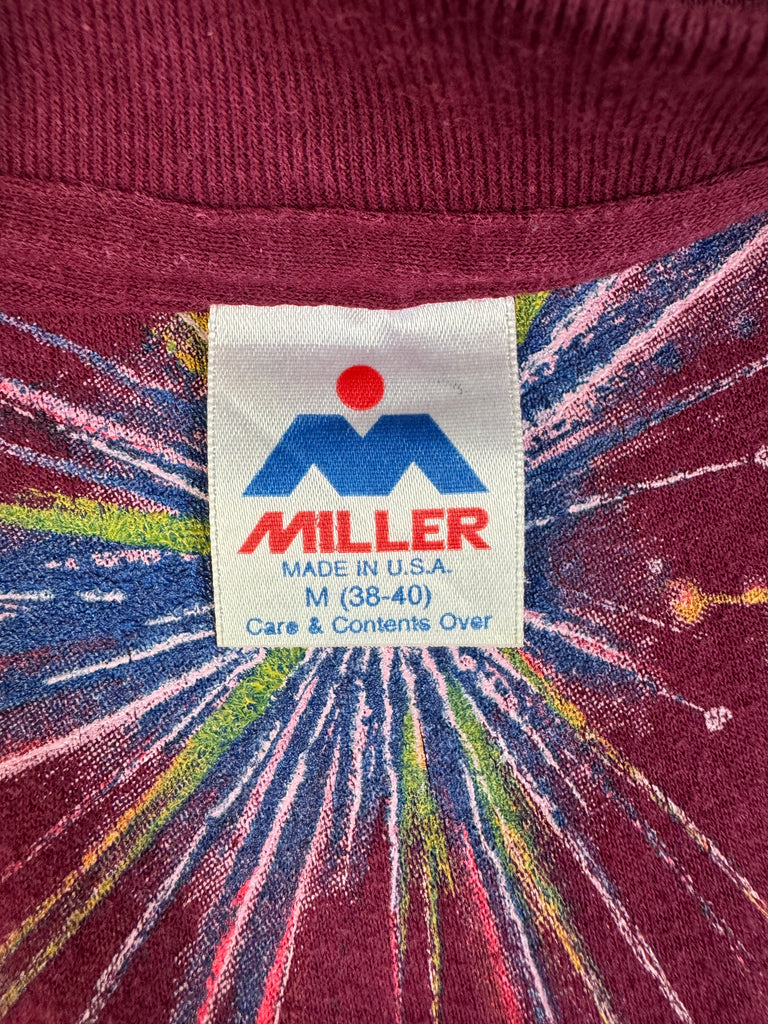 MILLER
MADE IN U.S.A.
M (38-40)
Care & Contents Over